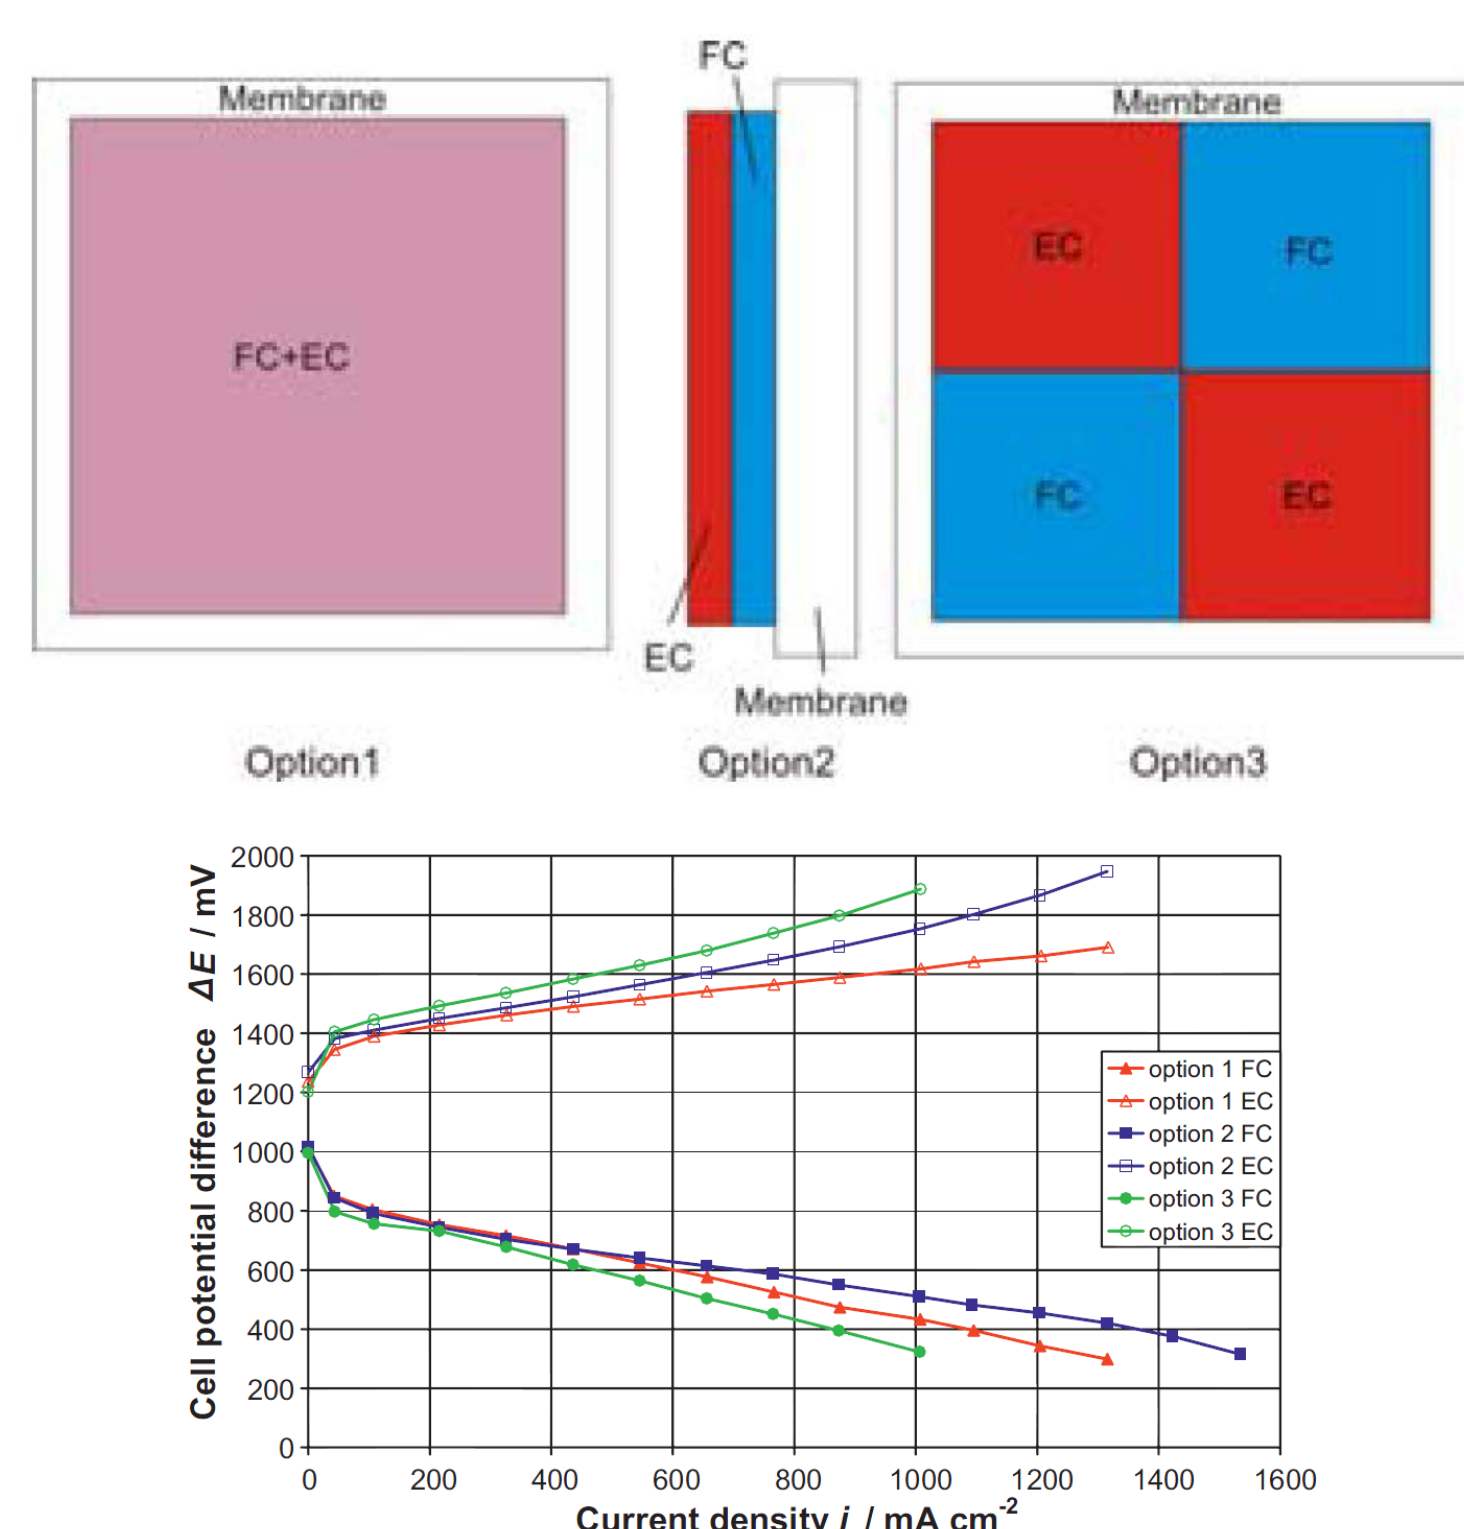 FC
Membrane
Membrane
FC+EC
EC
FC
FC
EC
EC
Membrane
Option1
Option2
Option3
Cell potential difference ΔE / mV
2000
1800
1600
1400
1200
1000
800
600
400
200
0
option 1 FC
option 1 EC
option 2 FC
option 2 EC
option 3 FC
option 3 EC
0 200 400 600 800 1000 1200 1400 1600
Current density i / mA cm-2